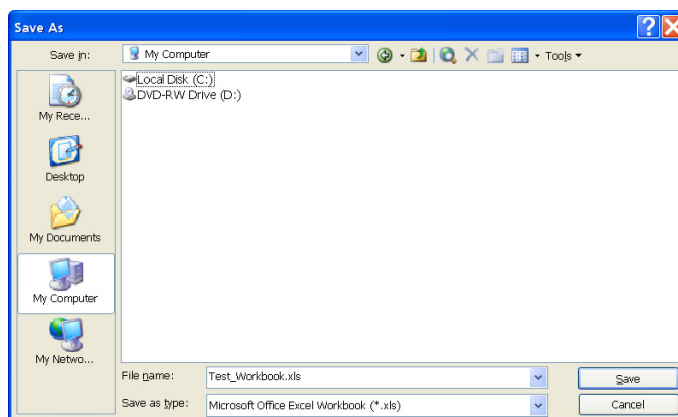 Save As
Save in:
My Computer
Tools
Local Disk (C:)
DVD-RW Drive (D:)
My Rece...
Desktop
My Documents
My Computer
My Netwo...
File name:
Test_Workbook.xls
Save
Save as type:
Microsoft Office Excel Workbook (*.xls)
Cancel